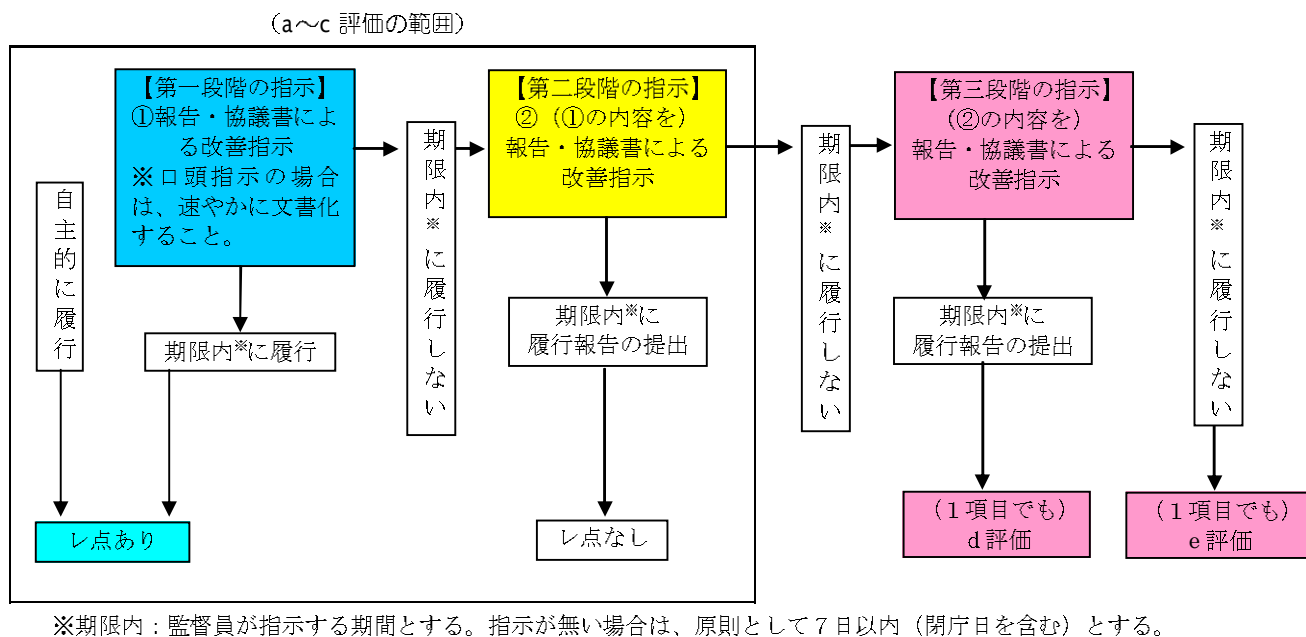 （a～c 評価の範囲）
自主的に履行
【第一段階の指示】
①報告・協議書によ
る改善指示
※口頭指示の場合
は、速やかに文書化
すること。
期限内※に履行
レ点あり
期限内※に履行しない
【第二段階の指示】
②（①の内容を）
報告・協議書による
改善指示
期限内※に
履行報告の提出
レ点なし
期限内※に履行しない
【第三段階の指示】
（②の内容を）
報告・協議書による
改善指示
期限内※に
履行報告の提出
（１項目でも）
ｄ評価
期限内※に履行しない
（１項目でも）
ｅ評価
※期限内：監督員が指示する期間とする。指示が無い場合は、原則として７日以内（閉庁日を含む）とする。